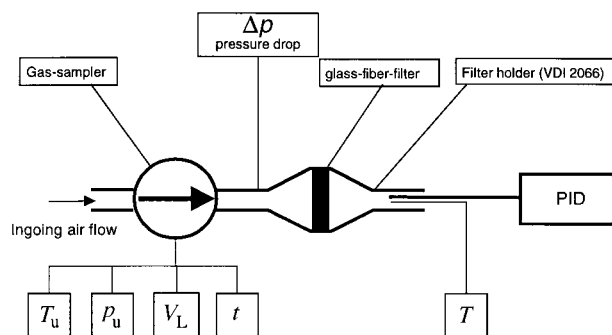 Δp
pressure drop
Gas-sampler
glass-fiber-filter
Filter holder (VDI 2066)
PID
Ingoing air flow
Tu
pu
VL
t
T